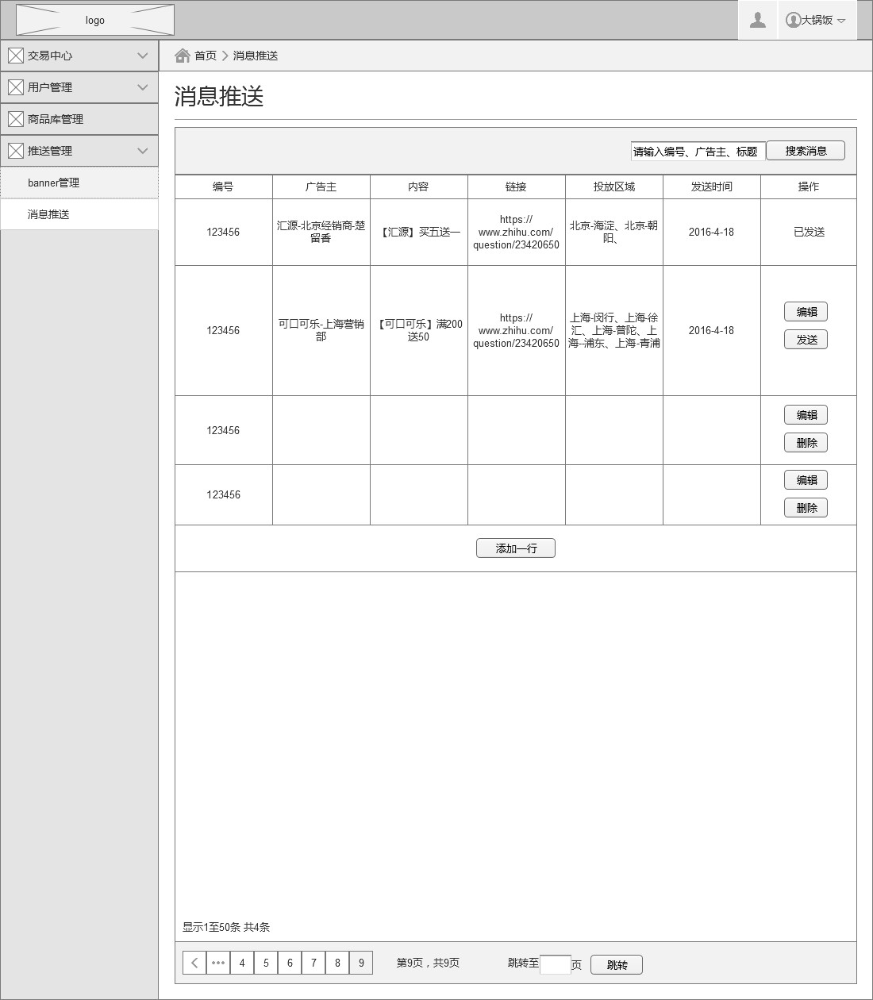 logo
大锅饭
交易中心
首页 消息推送
用户管理
消息推送
商品库管理
推送管理
请输入编号、广告主、标题 搜索消息
banner管理
编号 广告主 内容 链接 投放区域 发送时间 操作
消息推送
123456
汇源-北京经销商-楚
留香
【汇源】买五送一
https://
www.zhihu.com/
question/23420650
北京-海淀、北京-朝
阳、
2016-4-18
已发送
123456
可口可乐-上海营销
部
【可口可乐】满200
送50
https://
www.zhihu.com/
question/23420650
上海-闵行、上海-徐
汇、上海-普陀、上
海--浦东、上海-青浦
2016-4-18
编辑
发送
123456
编辑
删除
123456
编辑
删除
添加一行
显示1至50条 共4条
••• 4 5 6 7 8 9 第9页，共9页 跳转至 页 跳转